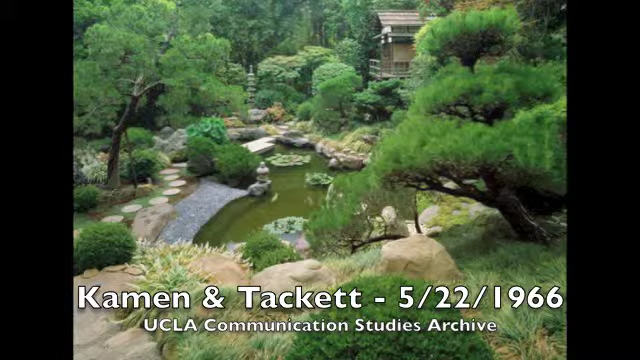 Kamen & Tackett - 5/22/1966
UCLA Communication Studies Archive